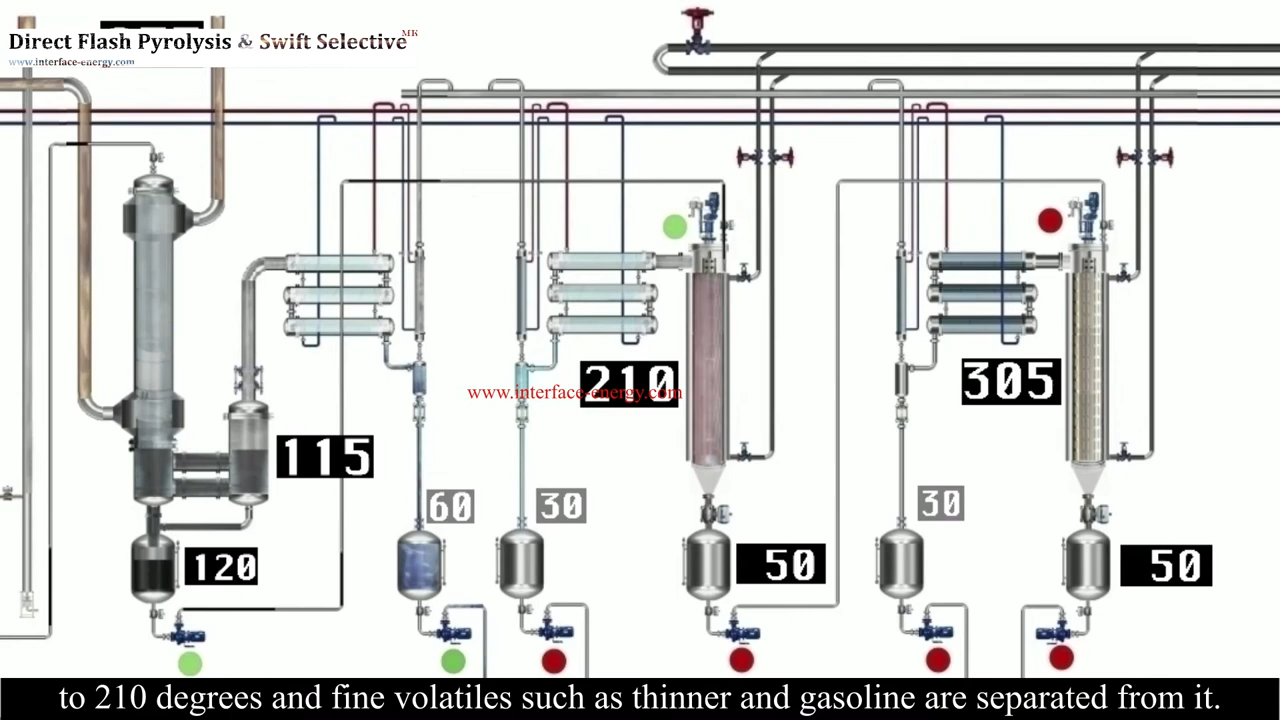 Direct Flash Pyrolysis & Swift Selective MK
www.interface-energy.com
210
305
www.interface-energy.com
115
60
30
30
120
50
50
to 210 degrees and fine volatiles such as thinner and gasoline are separated from it.